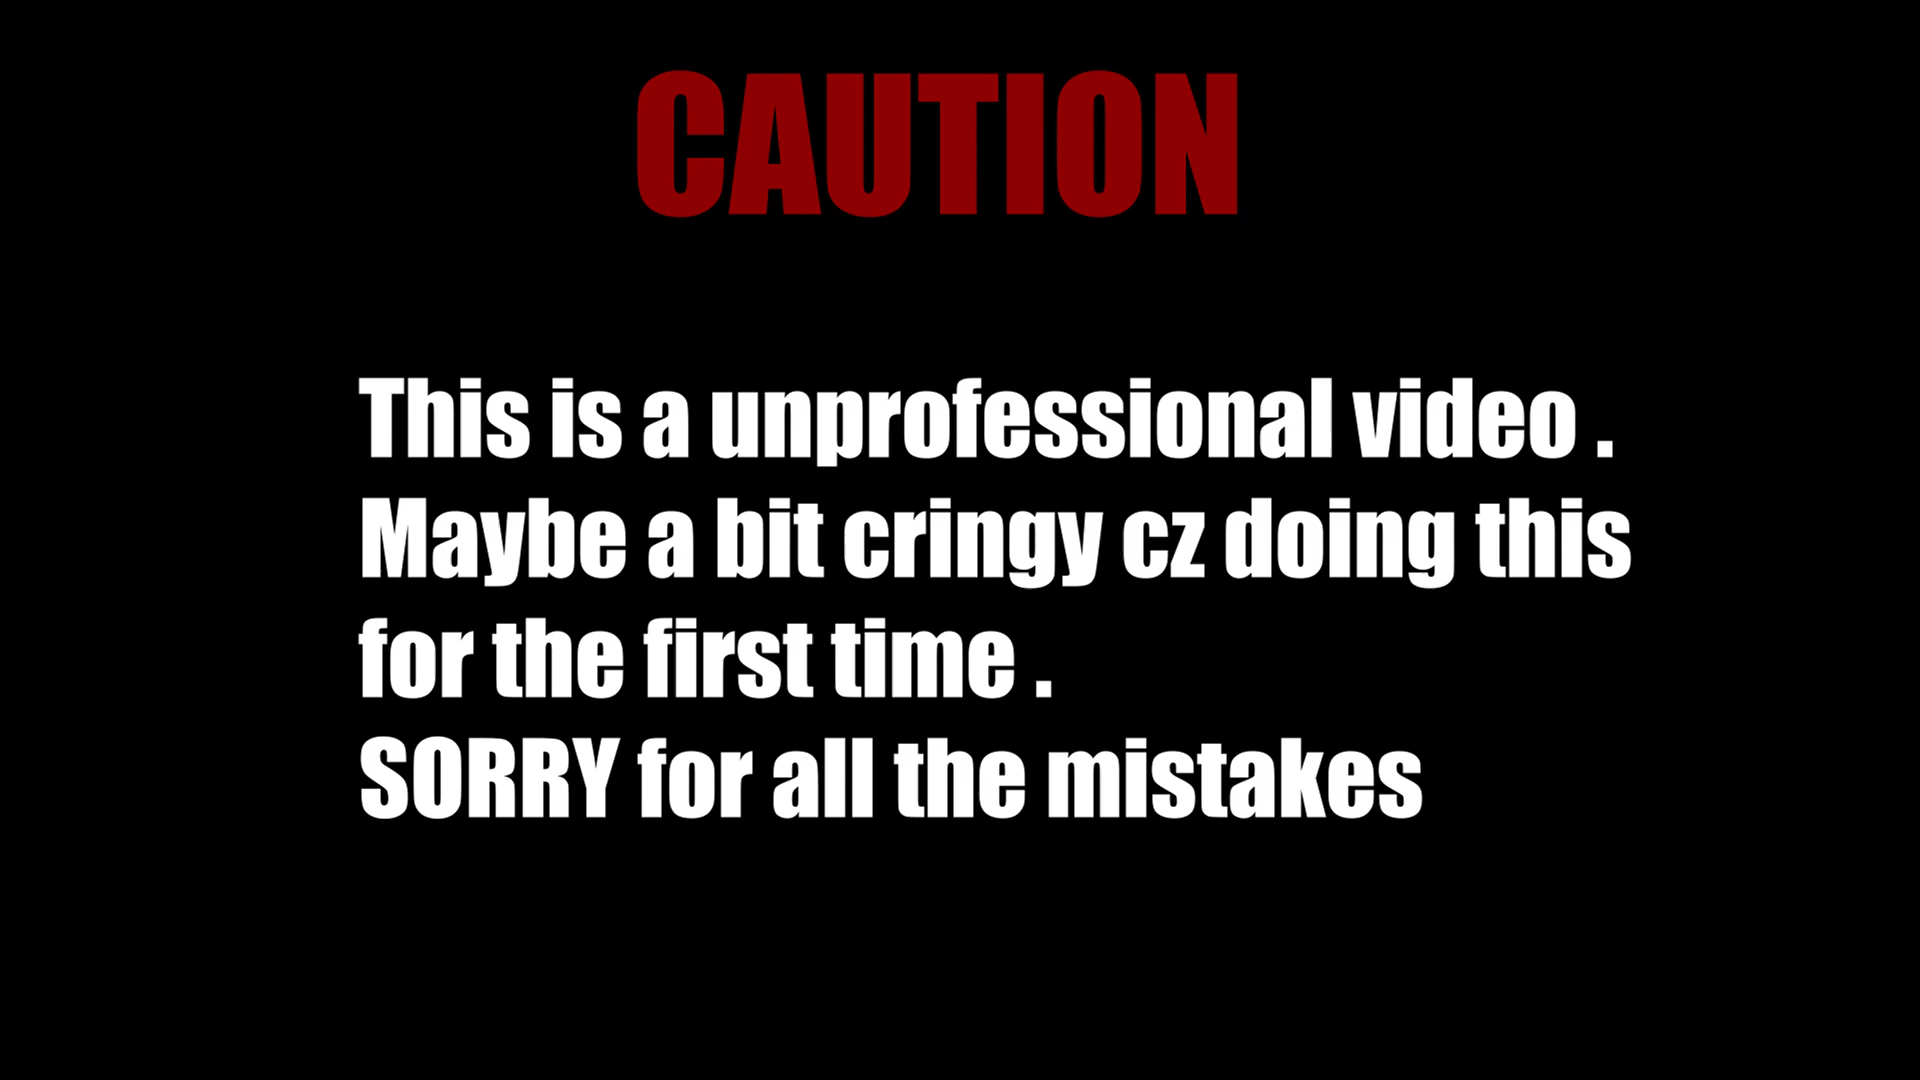 CAUTION
This is a unprofessional video .
Maybe a bit cringy cz doing this
for the first time .
SORRY for all the mistakes